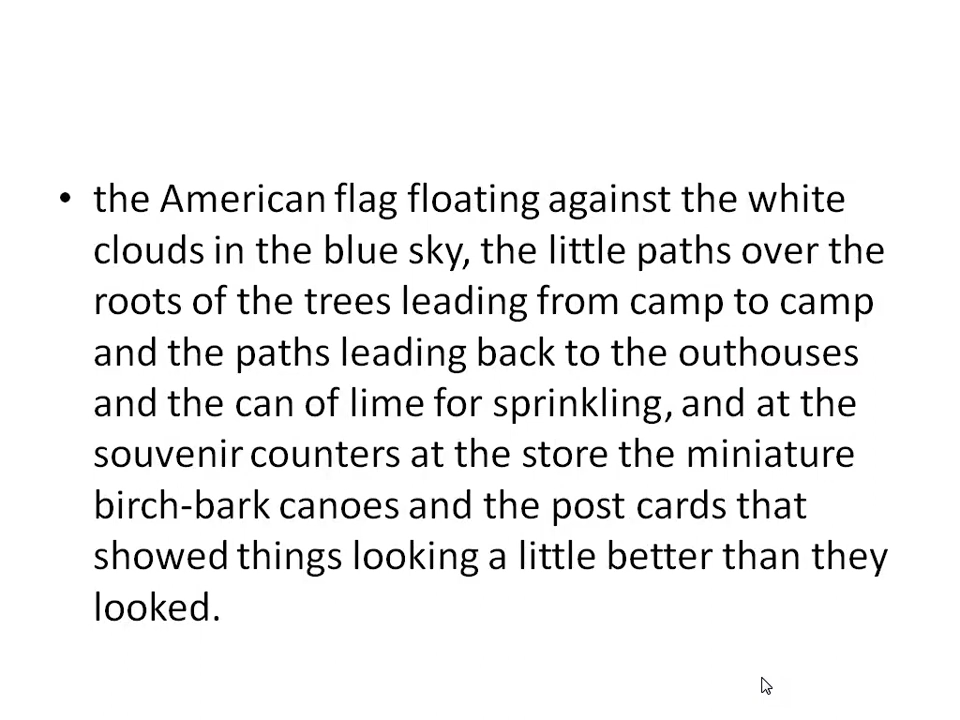 • the American flag floating against the white
clouds in the blue sky, the little paths over the
roots of the trees leading from camp to camp
and the paths leading back to the outhouses
and the can of lime for sprinkling, and at the
souvenir counters at the store the miniature
birch-bark canoes and the post cards that
showed things looking a little better than they
looked.